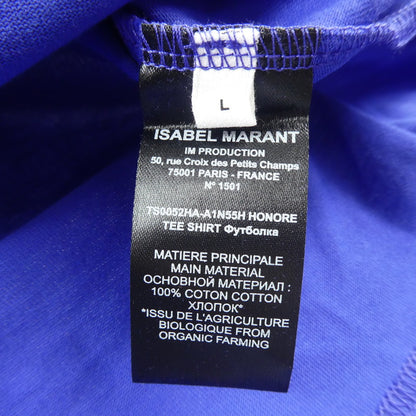 L
ISABEL MARANT
IM PRODUCTION
50, rue Croix des Petits Champs
75001 PARIS - FRANCE
N° 1501
TS0052HA-A1N55H HONORE
TEE SHIRT Футболка
MATIERE PRINCIPALE
MAIN MATERIAL
ОСНОВНОЙ МАТЕРИАЛ :
100% COTON COTTON
ХЛОПОК*
*ISSU DE L'AGRICULTURE
BIOLOGIQUE FROM
ORGANIC FARMING